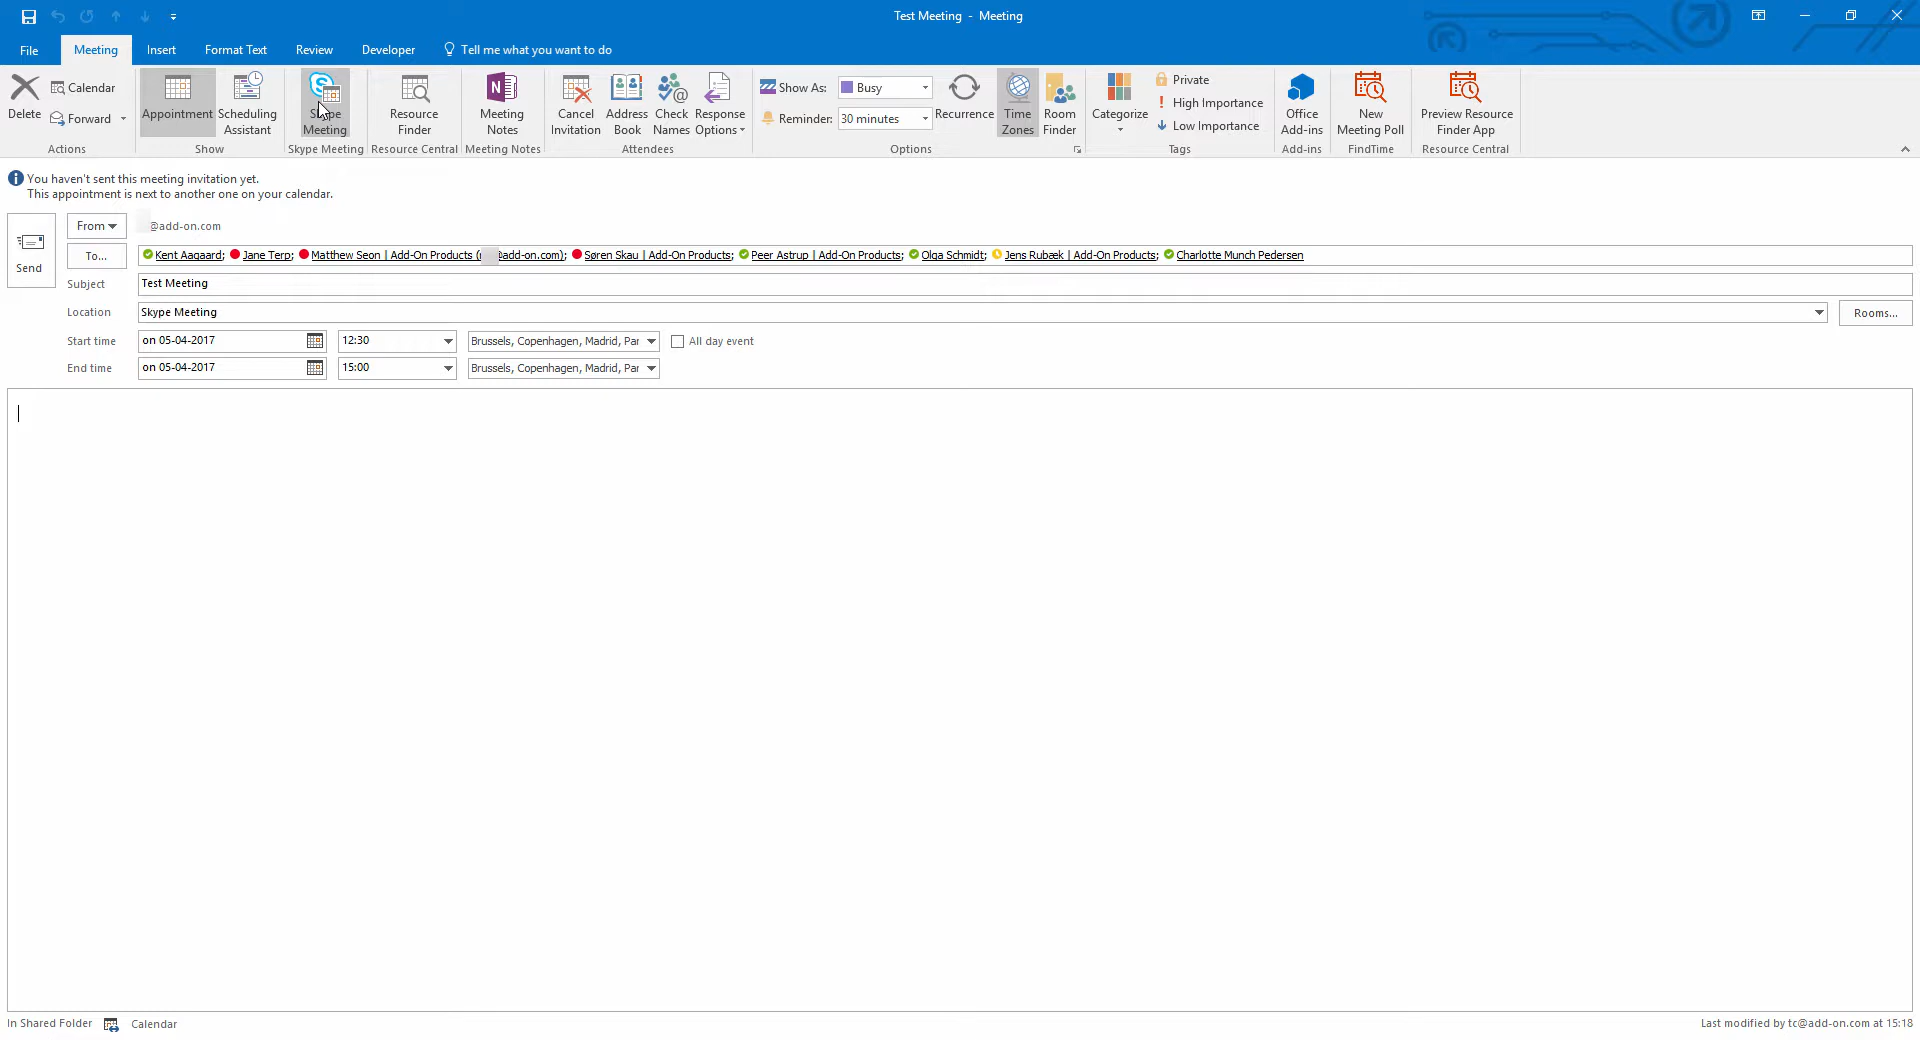 Test Meeting - Meeting
File Meeting Insert Format Text Review Developer Tell me what you want to do
Delete
Calendar
Forward
Actions
Appointment
Scheduling Assistant
Show
Meeting
Skype Meeting
Resource Finder
Resource Central
Meeting Notes
Meeting Notes
Cancel Invitation
Address Book
Check Names
Response Options
Attendees
Show As: Busy
Reminder: 30 minutes
Recurrence
Time Zones
Room Finder
Options
Categorize
Private
High Importance
Low Importance
Tags
Office Add-ins
Add-ins
New Meeting Poll
FindTime
Preview Resource Finder App
Resource Central
You haven't sent this meeting invitation yet.
This appointment is next to another one on your calendar.
Send
From @add-on.com
To... Kent Aagaard; Jane Terp; Matthew Seon | Add-On Products ( @add-on.com); Søren Skau | Add-On Products; Peer Astrup | Add-On Products; Olga Schmidt; Jens Rubæk | Add-On Products; Charlotte Munch Pedersen
Subject Test Meeting
Location Skype Meeting Rooms...
Start time on 05-04-2017 12:30 Brussels, Copenhagen, Madrid, Par All day event
End time on 05-04-2017 15:00 Brussels, Copenhagen, Madrid, Par
In Shared Folder Calendar Last modified by tc@add-on.com at 15:18